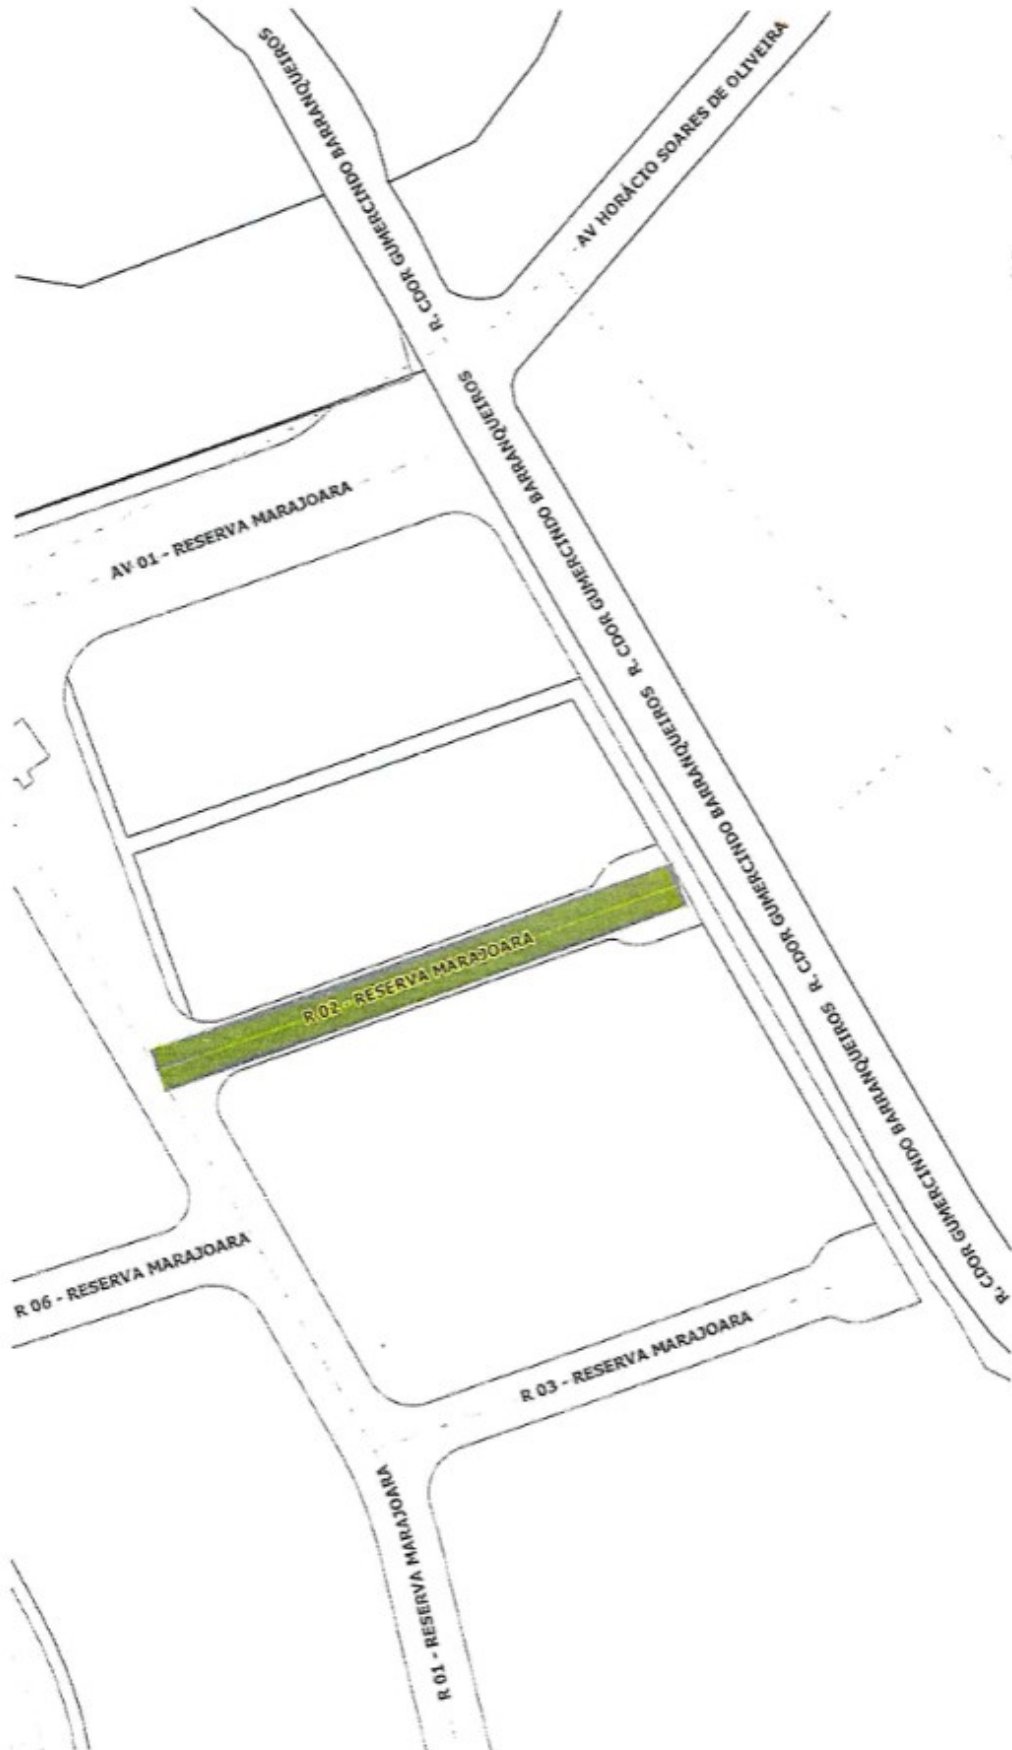 R. CDOR GUMERCINDO BARRANQUEIROS
AV HORÁCIO SOARES DE OLIVEIRA
R. CDOR GUMERCINDO BARRANQUEIROS
AV 01 - RESERVA MARAJOARA
R. CDOR GUMERCINDO BARRANQUEIROS
R 02 - RESERVA MARAJOARA
R. CDOR GUMERCINDO BARRANQUEIROS
R 06 - RESERVA MARAJOARA
R 03 - RESERVA MARAJOARA
R 01 - RESERVA MARAJOARA